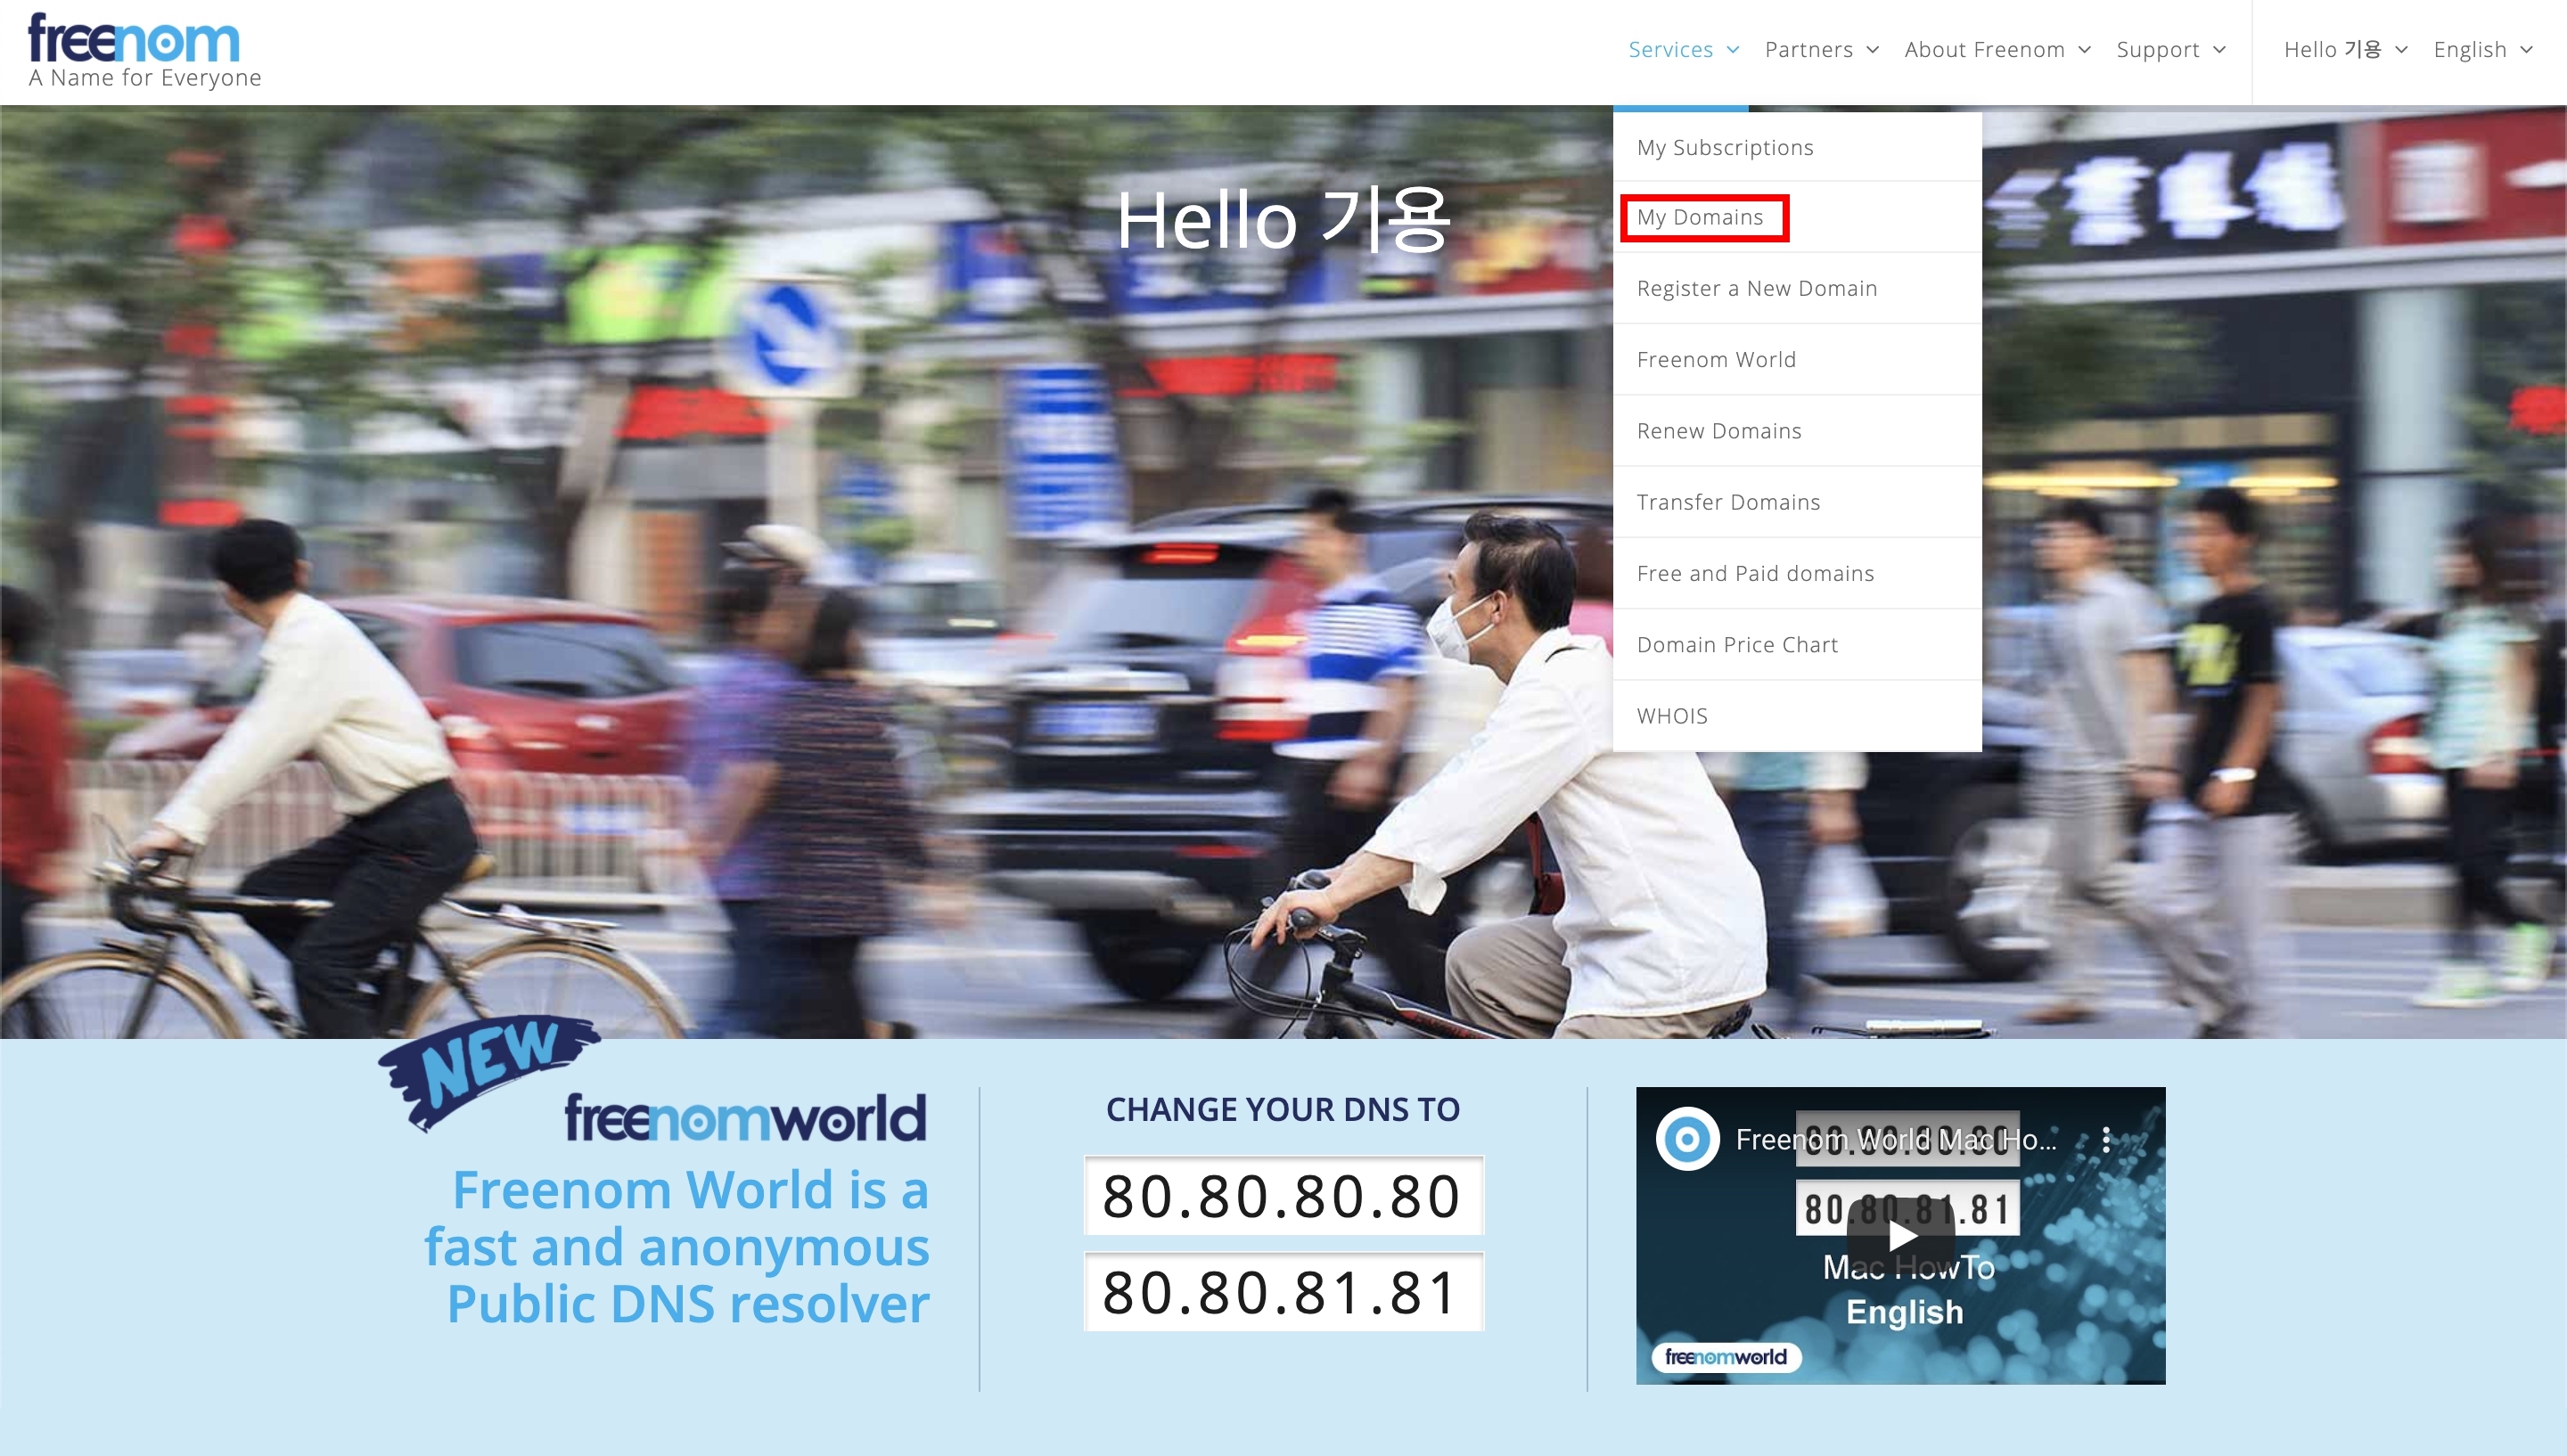 freenom
A Name for Everyone
Services
Partners
About Freenom
Support
Hello 기용
English
My Subscriptions
My Domains
Register a New Domain
Freenom World
Renew Domains
Transfer Domains
Free and Paid domains
Domain Price Chart
WHOIS
Hello 기용
NEW
freenomworld
Freenom World is a
fast and anonymous
Public DNS resolver
CHANGE YOUR DNS TO
80.80.80.80
80.80.81.81
Freenom World Mac Ho...
80.80.80.80
80.80.81.81
Mac HowTo
English
freenomworld